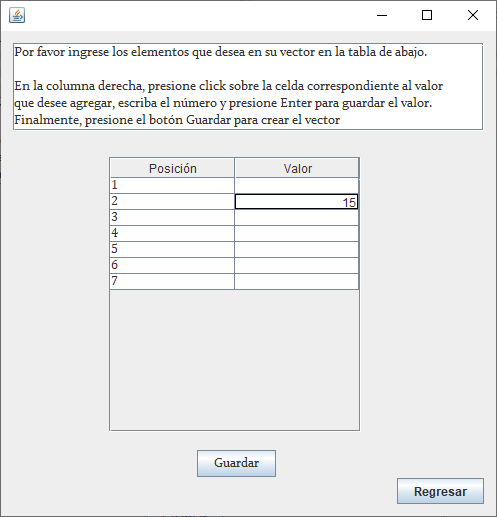 Por favor ingrese los elementos que desea en su vector en la tabla de abajo.
En la columna derecha, presione click sobre la celda correspondiente al valor
que desee agregar, escriba el número y presione Enter para guardar el valor.
Finalmente, presione el botón Guardar para crear el vector
Posición Valor
1
2 15
3
4
5
6
7
Guardar
Regresar